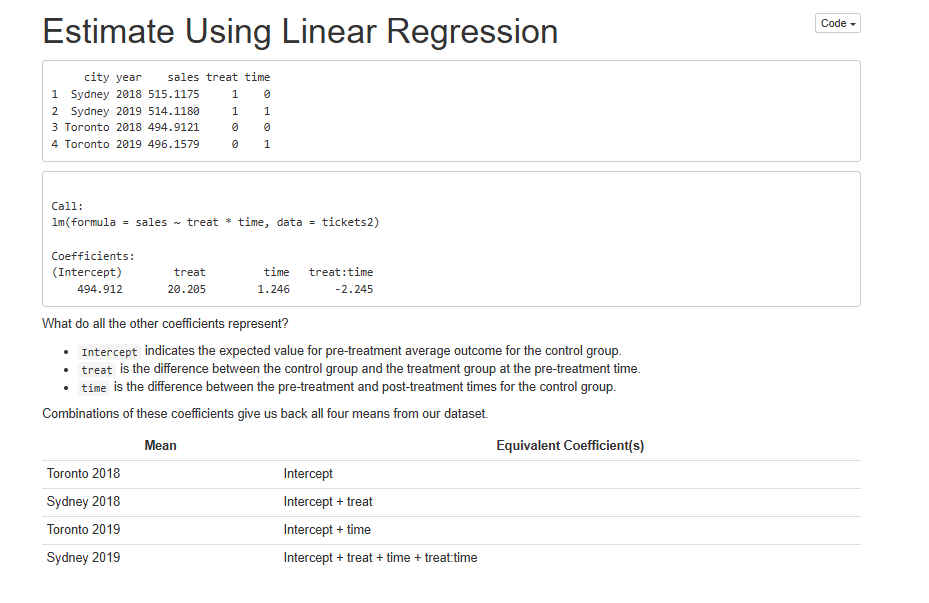 Estimate Using Linear Regression
Code
city year sales treat time
1 Sydney 2018 515.1175 1 0
2 Sydney 2019 514.1180 1 1
3 Toronto 2018 494.9121 0 0
4 Toronto 2019 496.1579 0 1
Call:
lm(formula = sales ~ treat * time, data = tickets2)
Coefficients:
(Intercept) treat time treat:time
494.912 20.205 1.246 -2.245
What do all the other coefficients represent?
• Intercept indicates the expected value for pre-treatment average outcome for the control group.
• treat is the difference between the control group and the treatment group at the pre-treatment time.
• time is the difference between the pre-treatment and post-treatment times for the control group.
Combinations of these coefficients give us back all four means from our dataset.
Mean Equivalent Coefficient(s)
Toronto 2018 Intercept
Sydney 2018 Intercept + treat
Toronto 2019 Intercept + time
Sydney 2019 Intercept + treat + time + treat:time